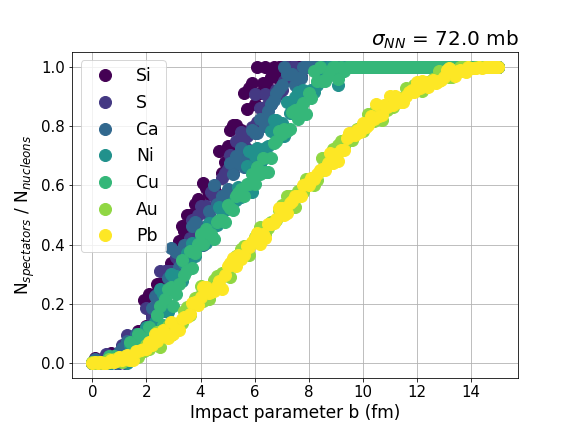 σNN = 72.0 mb
Nspectators / Nnucleons
1.0
0.8
0.6
0.4
0.2
0.0
Si
S
Ca
Ni
Cu
Au
Pb
0 2 4 6 8 10 12 14
Impact parameter b (fm)